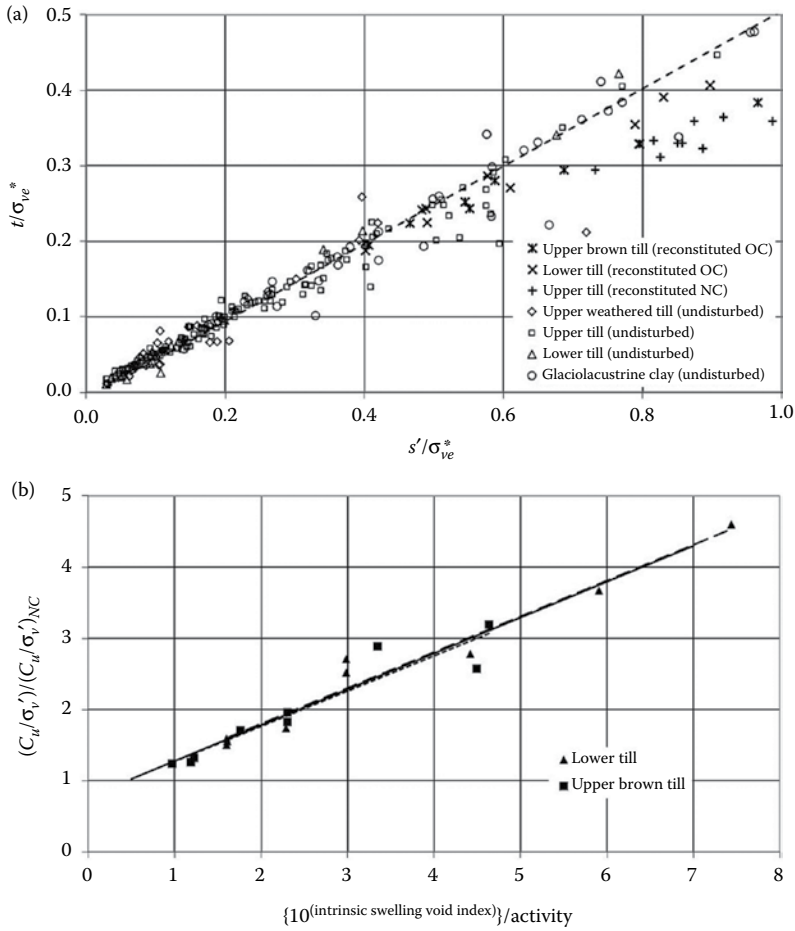 (a)
0.5
0.4
0.3
0.2
0.1
0.0
t/σ*ve
Upper brown till (reconstituted OC)
Lower till (reconstituted OC)
Upper till (reconstituted NC)
Upper weathered till (undisturbed)
Upper till (undisturbed)
Lower till (undisturbed)
Glaciolacustrine clay (undisturbed)
0.0 0.2 0.4 0.6 0.8 1.0
s′/σ*ve
(b)
5
4
3
2
1
0
(Cu/σ′v)/(Cu/σ′v)NC
Lower till
Upper brown till
0 1 2 3 4 5 6 7 8
{10(intrinsic swelling void index)}/activity